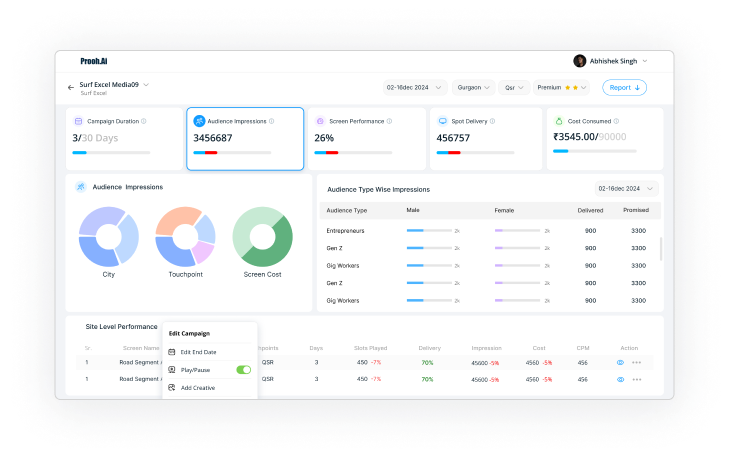 Prooh.Ai
Abhishek Singh
Surf Excel Media09
Surf Excel
02-16dec 2024
Gurgaon
Qsr
Premium
Report
Campaign Duration
3/30 Days
Audience Impressions
3456687
Screen Performance
26%
Spot Delivery
456757
Cost Consumed
₹3545.00/90000
Audience Impressions
City
Touchpoint
Screen Cost
Audience Type Wise Impressions
02-16dec 2024
Audience Type Male Female Delivered Promised
Entrepreneurs 2k 2k 900 3300
Gen Z 2k 2k 900 3300
Gig Workers 2k 2k 900 3300
Gen Z 2k 2k 900 3300
Gig Workers 2k 2k 900 3300
Site Level Performance
Sr. Screen Name Days Slots Played Delivery Impression Cost CPM Action
1 Road Segment QSR 3 450 -7% 70% 45600 -5% 4560 -5% 456
1 Road Segment QSR 3 450 -7% 70% 45600 -5% 4560 -5% 456
Edit Campaign
Edit End Date
Play/Pause
Add Creative